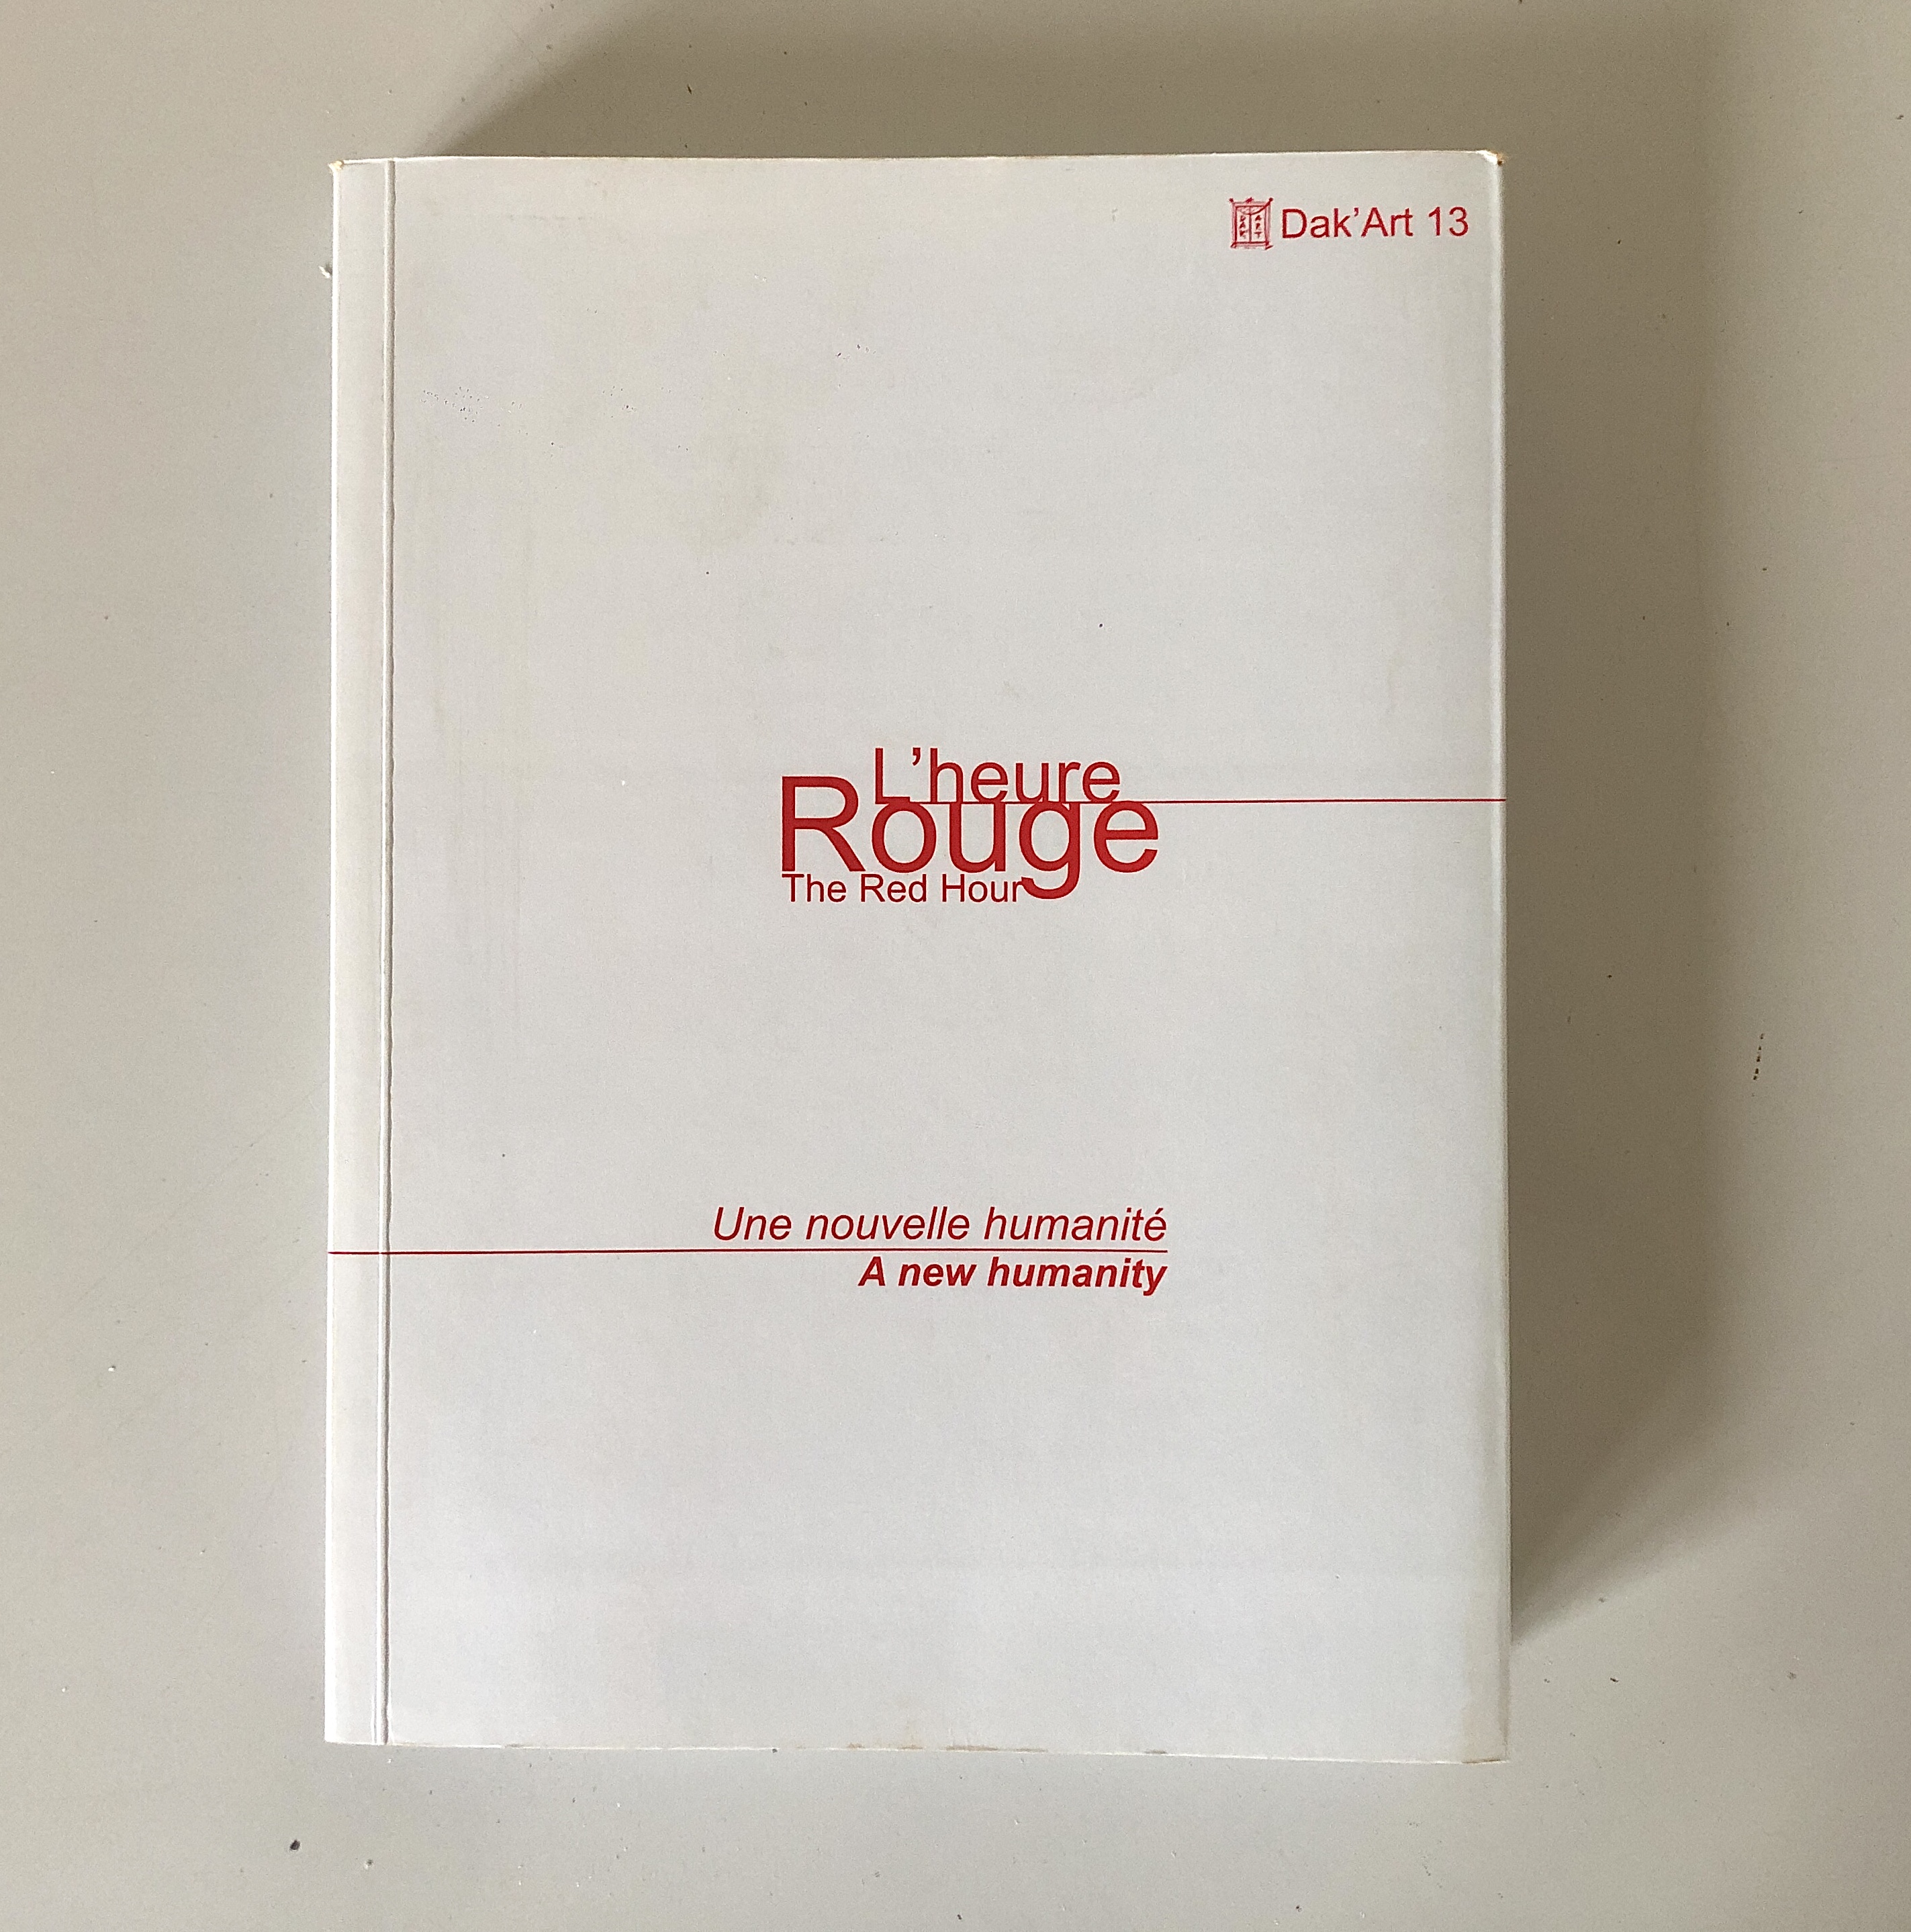 Dak'Art 13
L'heure
Rouge
The Red Hour
Une nouvelle humanité
A new humanity